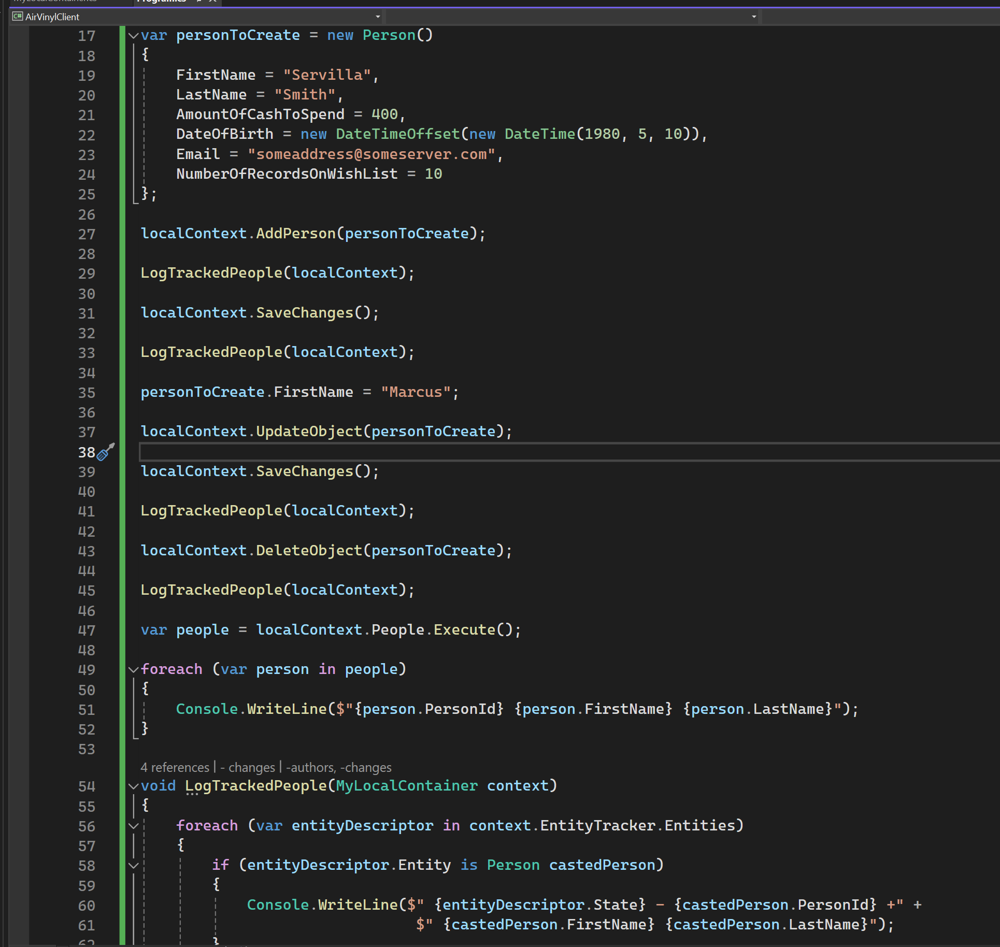 AirVinylClient
17 var personToCreate = new Person()
18 {
19 FirstName = "Servilla",
20 LastName = "Smith",
21 AmountOfCashToSpend = 400,
22 DateOfBirth = new DateTimeOffset(new DateTime(1980, 5, 10)),
23 Email = "someaddress@someserver.com",
24 NumberOfRecordsOnWishList = 10
25 };
26
27 localContext.AddPerson(personToCreate);
28
29 LogTrackedPeople(localContext);
30
31 localContext.SaveChanges();
32
33 LogTrackedPeople(localContext);
34
35 personToCreate.FirstName = "Marcus";
36
37 localContext.UpdateObject(personToCreate);
38
39 localContext.SaveChanges();
40
41 LogTrackedPeople(localContext);
42
43 localContext.DeleteObject(personToCreate);
44
45 LogTrackedPeople(localContext);
46
47 var people = localContext.People.Execute();
48
49 foreach (var person in people)
50 {
51 Console.WriteLine($"{person.PersonId} {person.FirstName} {person.LastName}");
52 }
53
4 references | - changes | -authors, -changes
54 void LogTrackedPeople(MyLocalContainer context)
55 {
56 foreach (var entityDescriptor in context.EntityTracker.Entities)
57 {
58 if (entityDescriptor.Entity is Person castedPerson)
59 {
60 Console.WriteLine($" {entityDescriptor.State} - {castedPerson.PersonId} +" +
61 $" {castedPerson.FirstName} {castedPerson.LastName}");
62 }